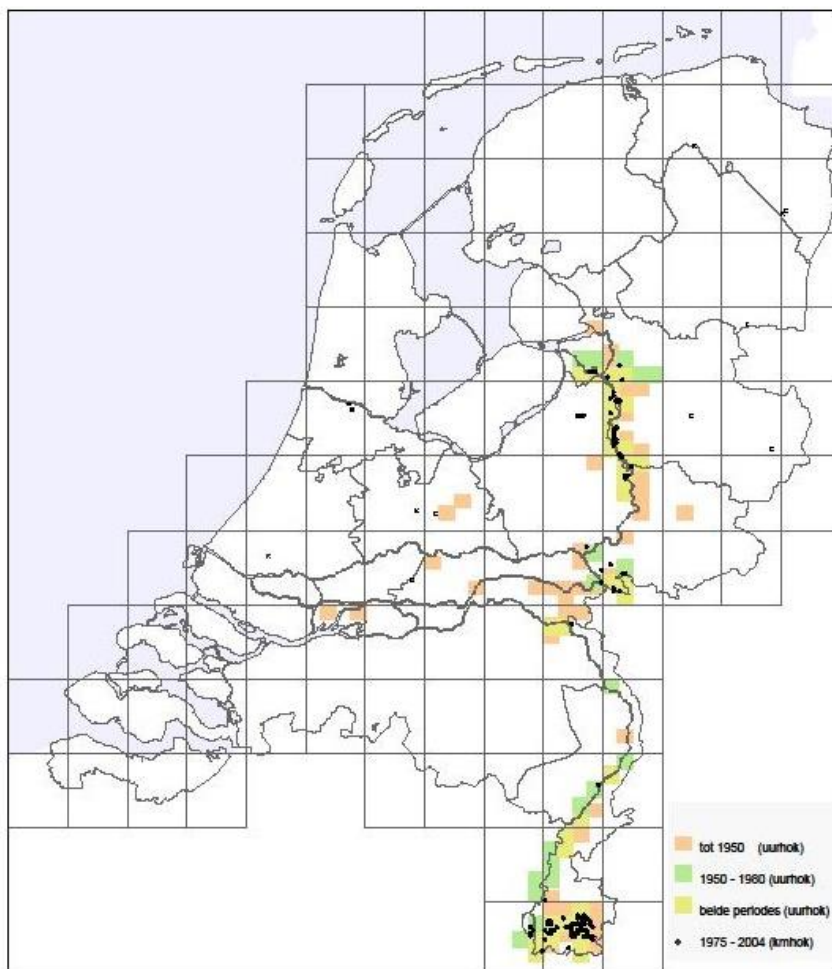 tot 1950 (uurhok)
1950 - 1980 (uurhok)
beide periodes (uurhok)
1975 - 2004 (kmhok)